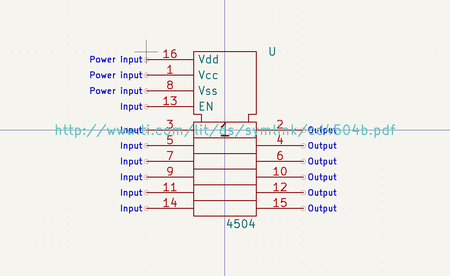 U
Power input 16 Vdd
Power input 1 Vcc
Power input 8 Vss
Input 13 EN
Input 3 1 2 Output
http://www.ti.com/lit/ds/symlink/cd4504b.pdf
Input 5 4 Output
Input 7 6 Output
Input 9 10 Output
Input 11 12 Output
Input 14 15 Output
4504